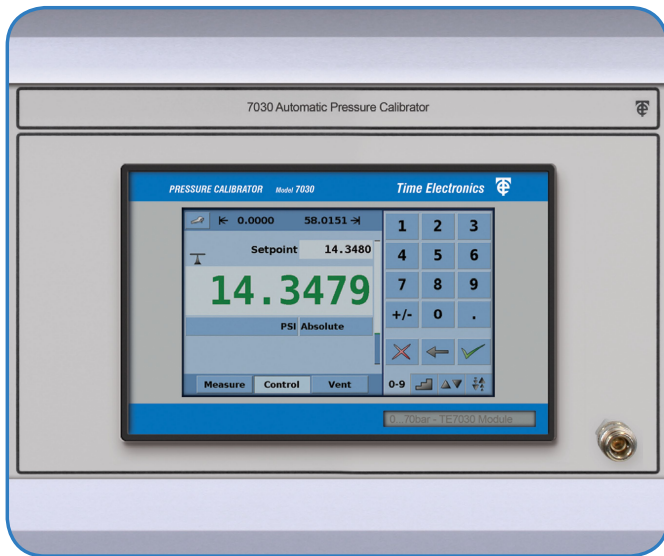 7030 Automatic Pressure Calibrator
PRESSURE CALIBRATOR Model 7030 Time Electronics
0.0000 58.0151
Setpoint 14.3480
14.3479
PSI Absolute
Measure Control Vent
1 2 3
4 5 6
7 8 9
+/- 0 .
0-9
0...70bar - TE7030 Module